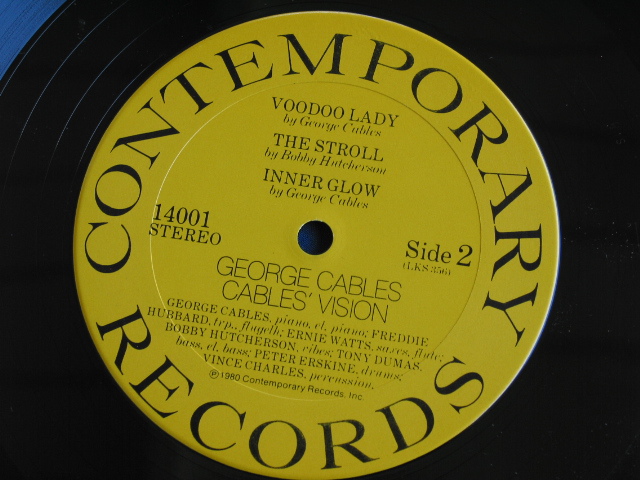 CONTEMPORARY RECORDS
VOODOO LADY
by George Cables
THE STROLL
by Bobby Hutcherson
INNER GLOW
by George Cables
14001
STEREO
Side 2
(LKS 356)
GEORGE CABLES
CABLES' VISION
GEORGE CABLES, piano, el. piano; FREDDIE
HUBBARD, trp., flugelh; ERNIE WATTS, saxes, flute;
BOBBY HUTCHERSON, vibes; TONY DUMAS,
bass, el. bass; PETER ERSKINE, drums;
VINCE CHARLES, percussion.
℗ 1980 Contemporary Records, Inc.